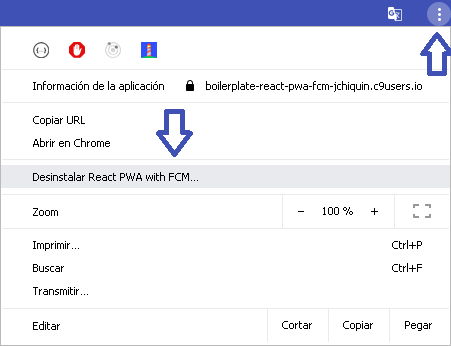 Información de la aplicación boilerplate-react-pwa-fcm-jchiquin.c9users.io
Copiar URL
Abrir en Chrome
Desinstalar React PWA with FCM...
Zoom - 100 % +
Imprimir... Ctrl+P
Buscar Ctrl+F
Transmitir...
Editar Cortar Copiar Pegar